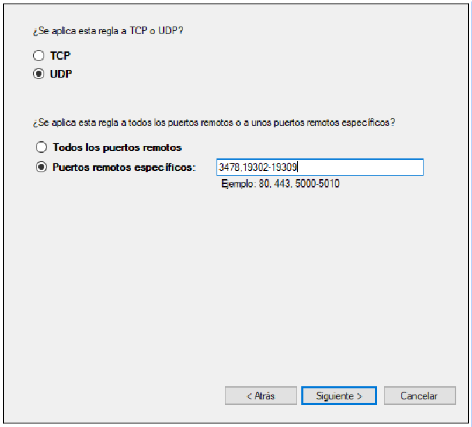 ¿Se aplica esta regla a TCP o UDP?
TCP
UDP
¿Se aplica esta regla a todos los puertos remotos o a unos puertos remotos específicos?
Todos los puertos remotos
Puertos remotos específicos: 3478,19302-19309
Ejemplo: 80, 443, 5000-5010
< Atrás Siguiente > Cancelar